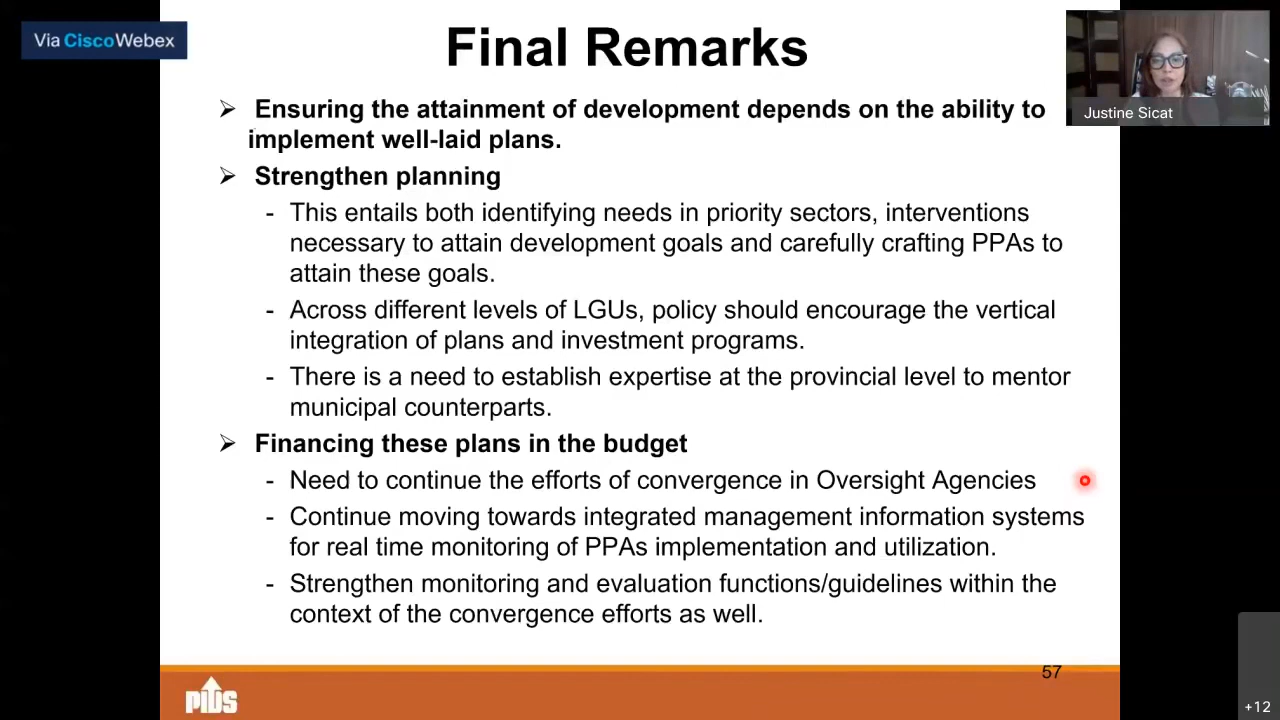 Via CiscoWebex
Final Remarks
Justine Sicat
➢ Ensuring the attainment of development depends on the ability to
implement well-laid plans.
➢ Strengthen planning
- This entails both identifying needs in priority sectors, interventions
necessary to attain development goals and carefully crafting PPAs to
attain these goals.
- Across different levels of LGUs, policy should encourage the vertical
integration of plans and investment programs.
- There is a need to establish expertise at the provincial level to mentor
municipal counterparts.
➢ Financing these plans in the budget
- Need to continue the efforts of convergence in Oversight Agencies
- Continue moving towards integrated management information systems
for real time monitoring of PPAs implementation and utilization.
- Strengthen monitoring and evaluation functions/guidelines within the
context of the convergence efforts as well.
57
PIDS
+12